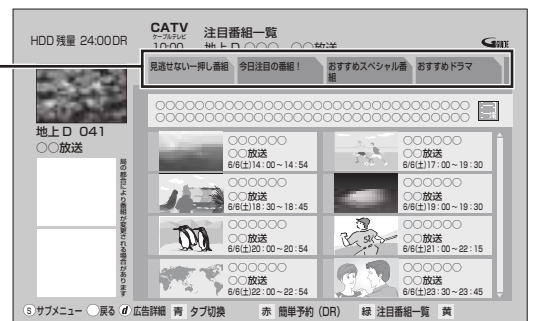 HDD 残量 24:00 DR
CATV
ケーブルテレビ
注目番組一覧
10:00 地上 D ○○○ ○○放送
GUIDE
見逃せない一押し番組
今日注目の番組！
おすすめスペシャル番組
おすすめドラマ
○○○○○○○○○○○○○○○○○○○○○○○○○○○○○○
○○○○○○○○○○○○○○○○○○○○○○○○○○○○○○
地上 D 041
○○放送
局の都合により番組が変更される場合があります
○○○○○○
○○放送
6/6(土)14:00～14:54
○○○○○○
○○放送
6/6(土)17:00～19:30
○○○○○○
○○放送
6/6(土)18:30～18:45
○○○○○○
○○放送
6/6(土)19:00～19:30
○○○○○○
○○放送
6/6(土)20:00～20:54
○○○○○○
○○放送
6/6(土)21:00～22:15
○○○○○○
○○放送
6/6(土)22:00～22:54
○○○○○○
○○放送
6/6(土)23:30～23:45
S サブメニュー ○戻る d 広告詳細 青 タブ切換 赤 簡単予約 (DR) 緑 注目番組一覧 黄